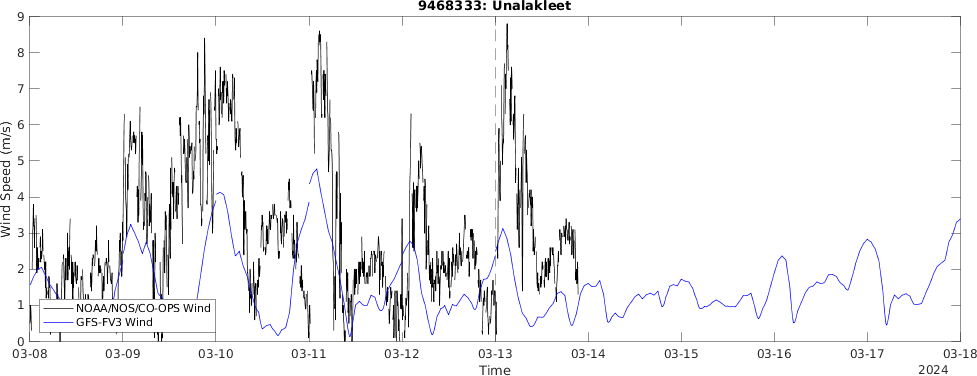 9468333: Unalakleet
9
8
7
6
5
4
3
2
1
0
Wind Speed (m/s)
NOAA/NOS/CO-OPS Wind
GFS-FV3 Wind
03-08 03-09 03-10 03-11 03-12 03-13 03-14 03-15 03-16 03-17 03-18
Time
2024